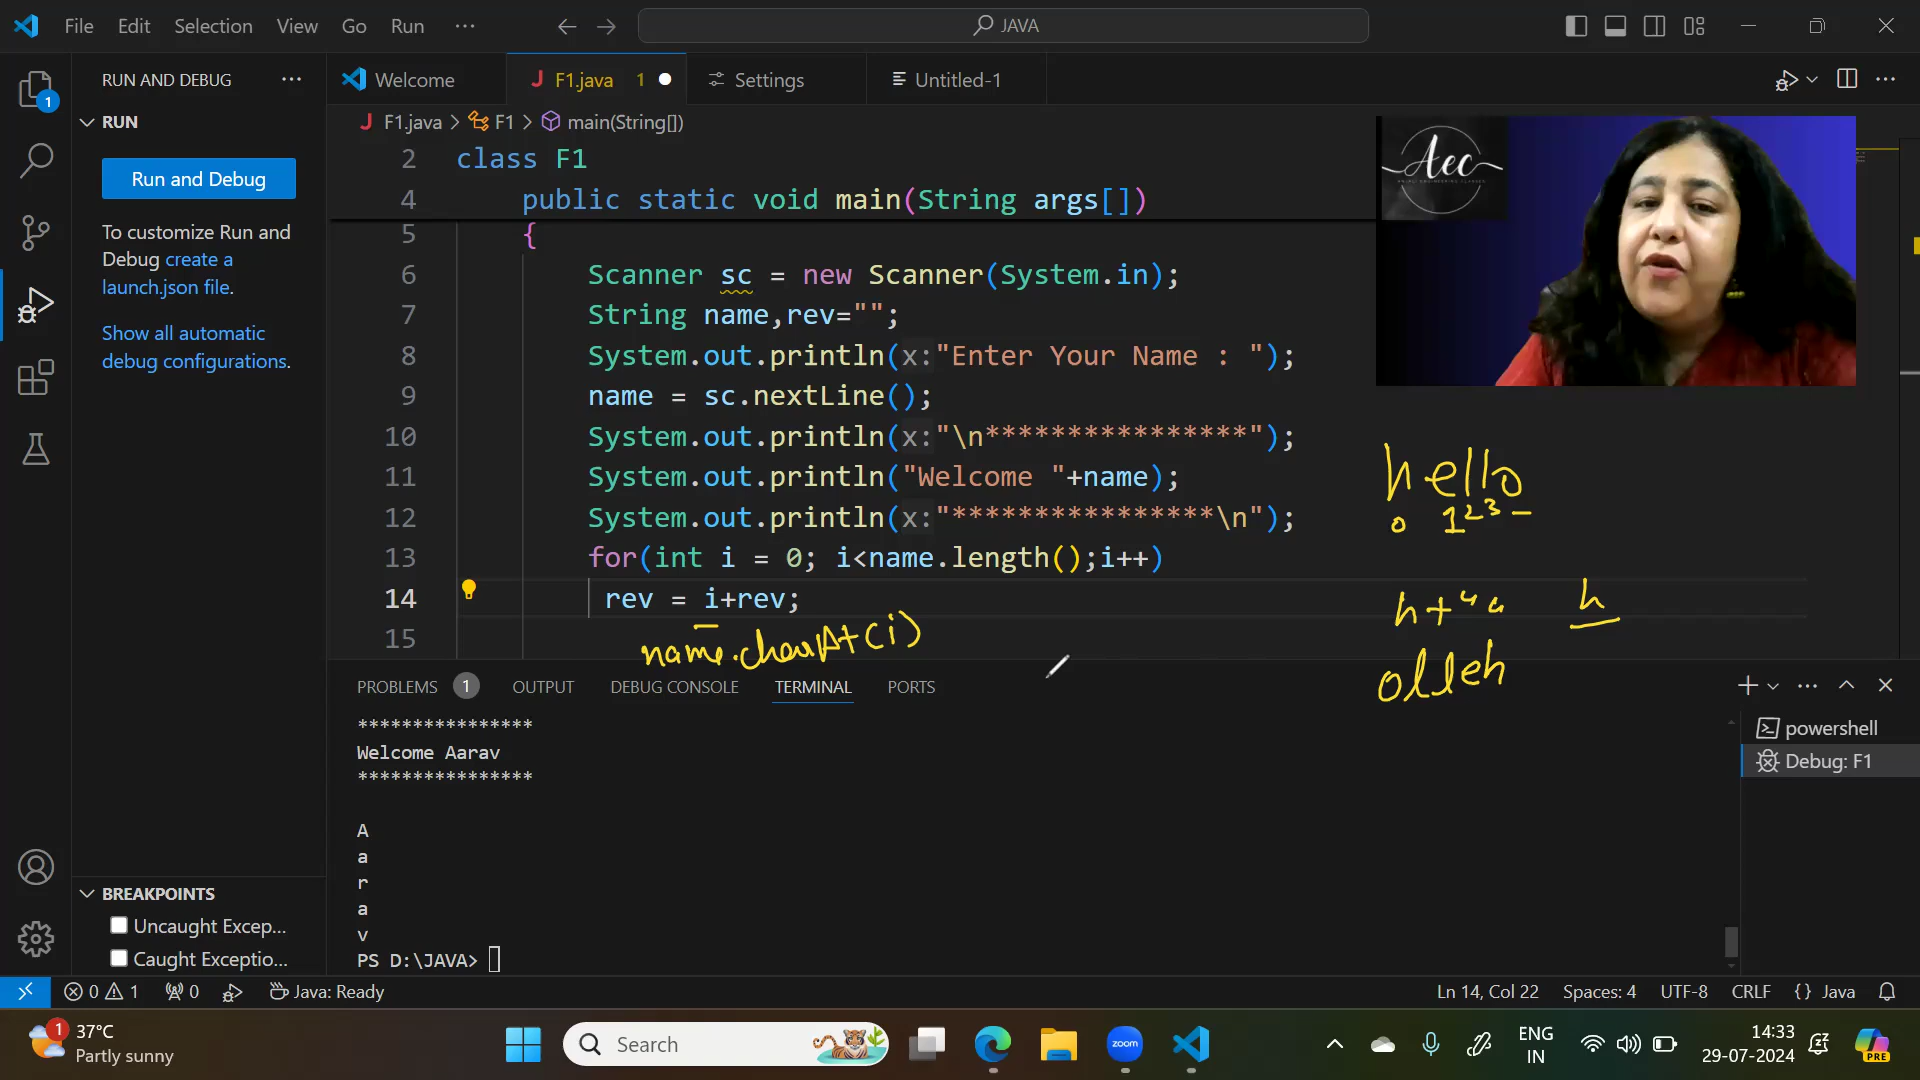 File Edit Selection View Go Run ··· JAVA
RUN AND DEBUG ···
RUN
Run and Debug
To customize Run and
Debug create a
launch.json file.
Show all automatic
debug configurations.
BREAKPOINTS
Uncaught Excep...
Caught Exceptio...
Welcome F1.java 1 Settings Untitled-1
F1.java > F1 > main(String[])
2 class F1
4 public static void main(String args[])
5 {
6 Scanner sc = new Scanner(System.in);
7 String name,rev="";
8 System.out.println(x:"Enter Your Name : ");
9 name = sc.nextLine();
10 System.out.println(x:"\n****************");
11 System.out.println("Welcome "+name);
12 System.out.println(x:"****************\n");
13 for(int i = 0; i<name.length();i++)
14 rev = i+rev;
15
name.charAt(i)
Aec
hello
0 1 2 3 –
h+"" h
olleh
PROBLEMS 1 OUTPUT DEBUG CONSOLE TERMINAL PORTS
****************
Welcome Aarav
****************
A
a
r
a
v
PS D:\JAVA>
powershell
Debug: F1
0 1 0 Java: Ready Ln 14, Col 22 Spaces: 4 UTF-8 CRLF {} Java
1 37°C
Partly sunny
Search
zoom
ENG
IN
14:33
29-07-2024
PRE